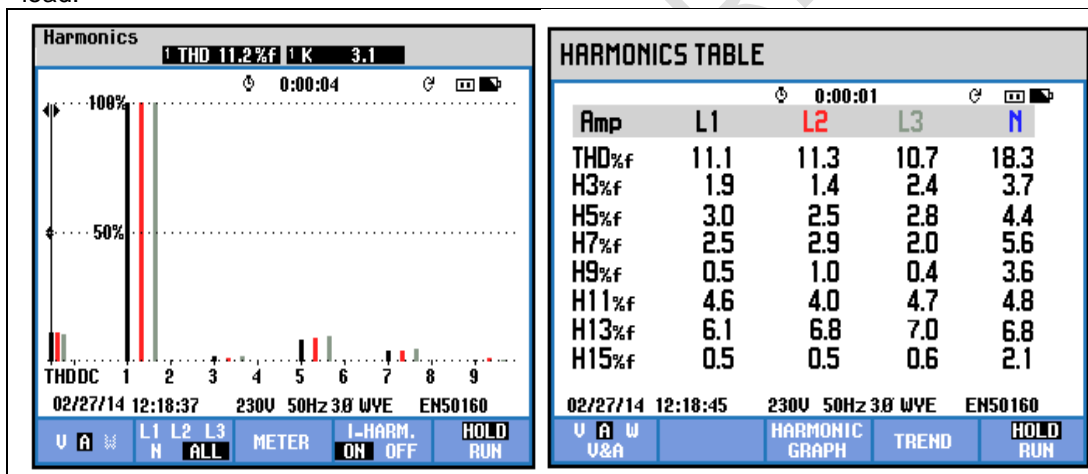 load.
Harmonics
1 THD 11.2%f 1 K 3.1
0:00:04
100%
50%
THDDC 1 2 3 4 5 6 7 8 9
02/27/14 12:18:37 230V 50Hz 3Ø WYE EN50160
V A W L1 L2 L3 N ALL METER I-HARM. ON OFF HOLD RUN
HARMONICS TABLE
0:00:01
Amp L1 L2 L3 N
THD%f 11.1 11.3 10.7 18.3
H3%f 1.9 1.4 2.4 3.7
H5%f 3.0 2.5 2.8 4.4
H7%f 2.5 2.9 2.0 5.6
H9%f 0.5 1.0 0.4 3.6
H11%f 4.6 4.0 4.7 4.8
H13%f 6.1 6.8 7.0 6.8
H15%f 0.5 0.5 0.6 2.1
02/27/14 12:18:45 230V 50Hz 3Ø WYE EN50160
V A W HARMONIC TREND HOLD
V&A GRAPH RUN